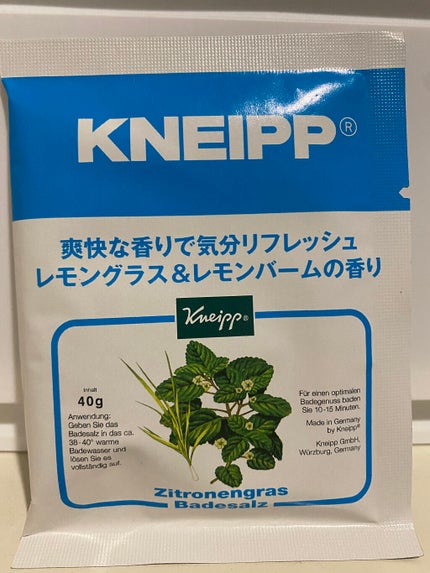 KNEIPP®
爽快な香りで気分リフレッシュ
レモングラス&レモンバームの香り
Kneipp®
Inhalt
40g
Anwendung:
Geben Sie das
Badesalz in das ca.
38-40° warme
Badewasser und
lösen Sie es
vollständig auf.
Für einen optimalen
Badegenuss baden
Sie 10-15 Minuten.
Made in Germany
by Kneipp®
Kneipp GmbH,
Würzburg, Germany
Zitronengras
Badesalz